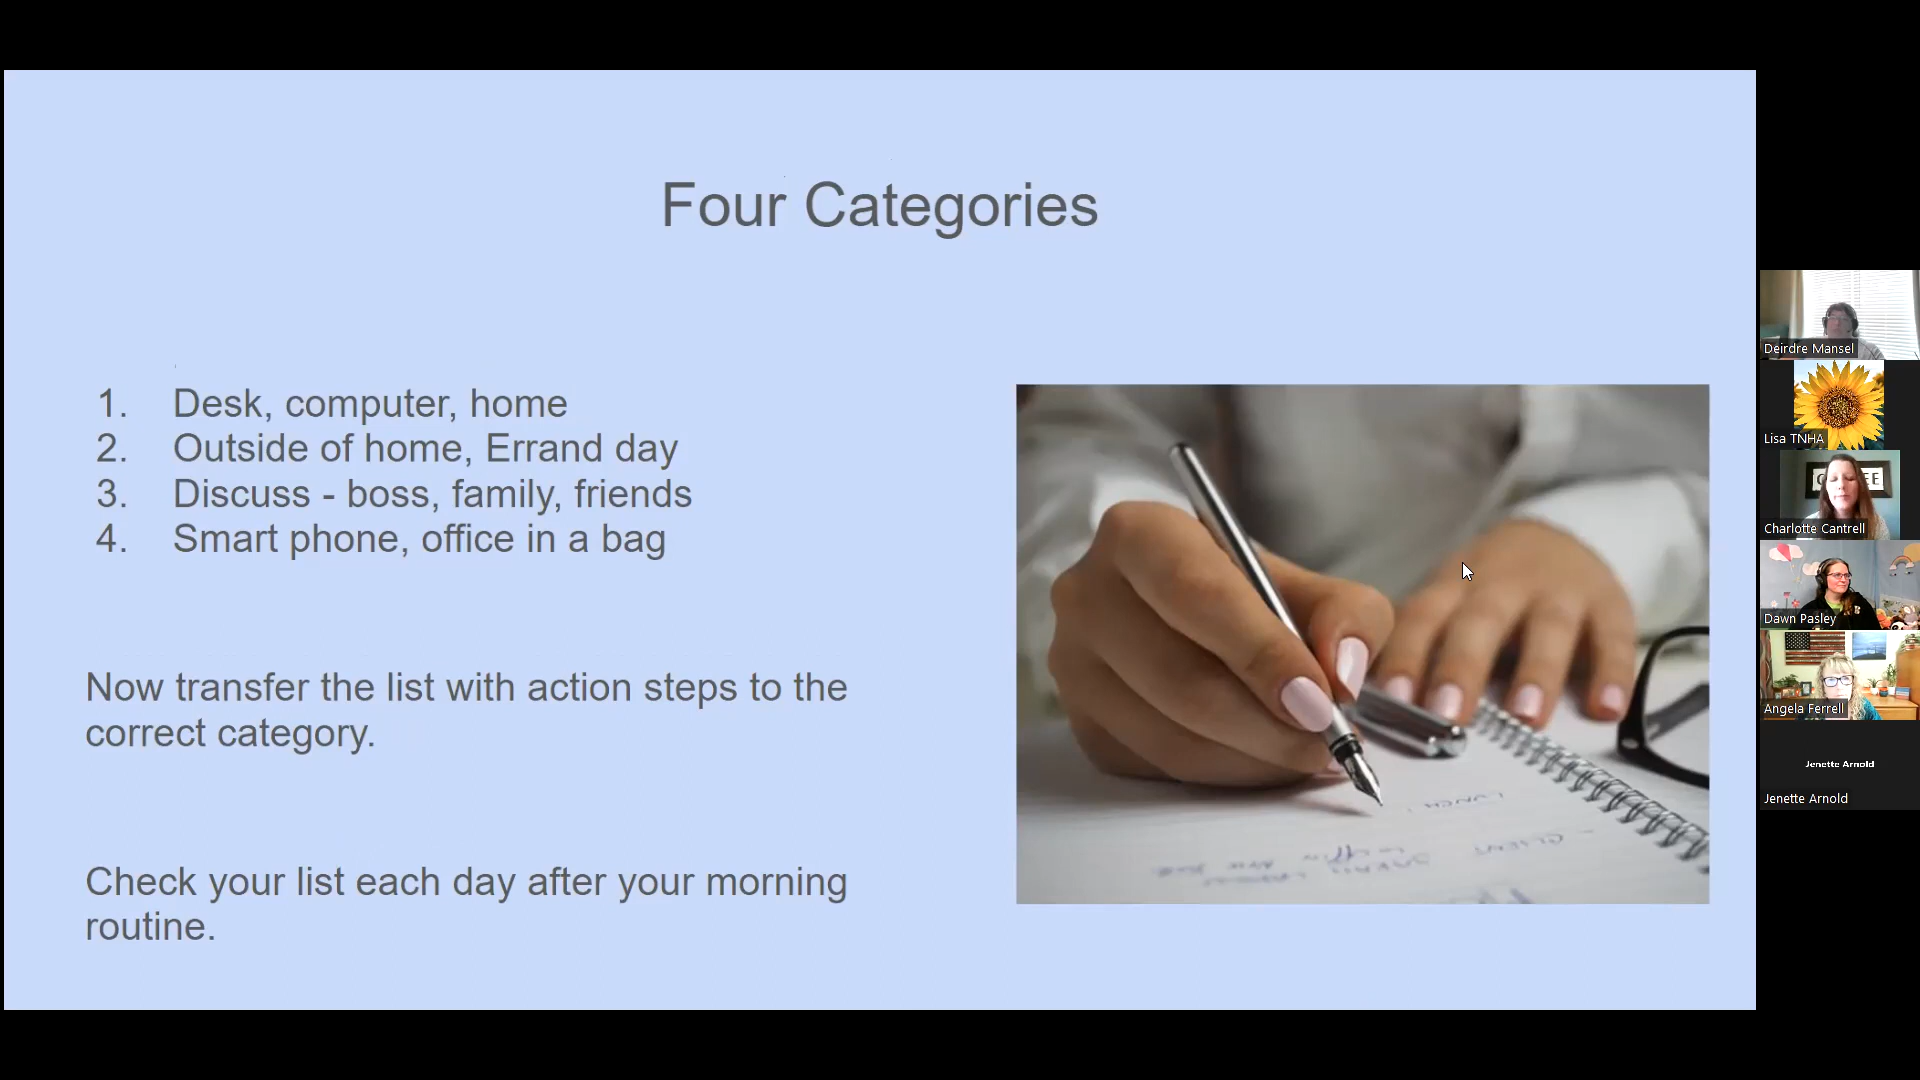 Four Categories
1. Desk, computer, home
2. Outside of home, Errand day
3. Discuss - boss, family, friends
4. Smart phone, office in a bag
Now transfer the list with action steps to the
correct category.
Check your list each day after your morning
routine.
LUNCH
CLIENT
Deirdre Mansel
Lisa TNHA
Charlotte Cantrell
Dawn Pasley
Angela Ferrell
Jenette Arnold
Jenette Arnold